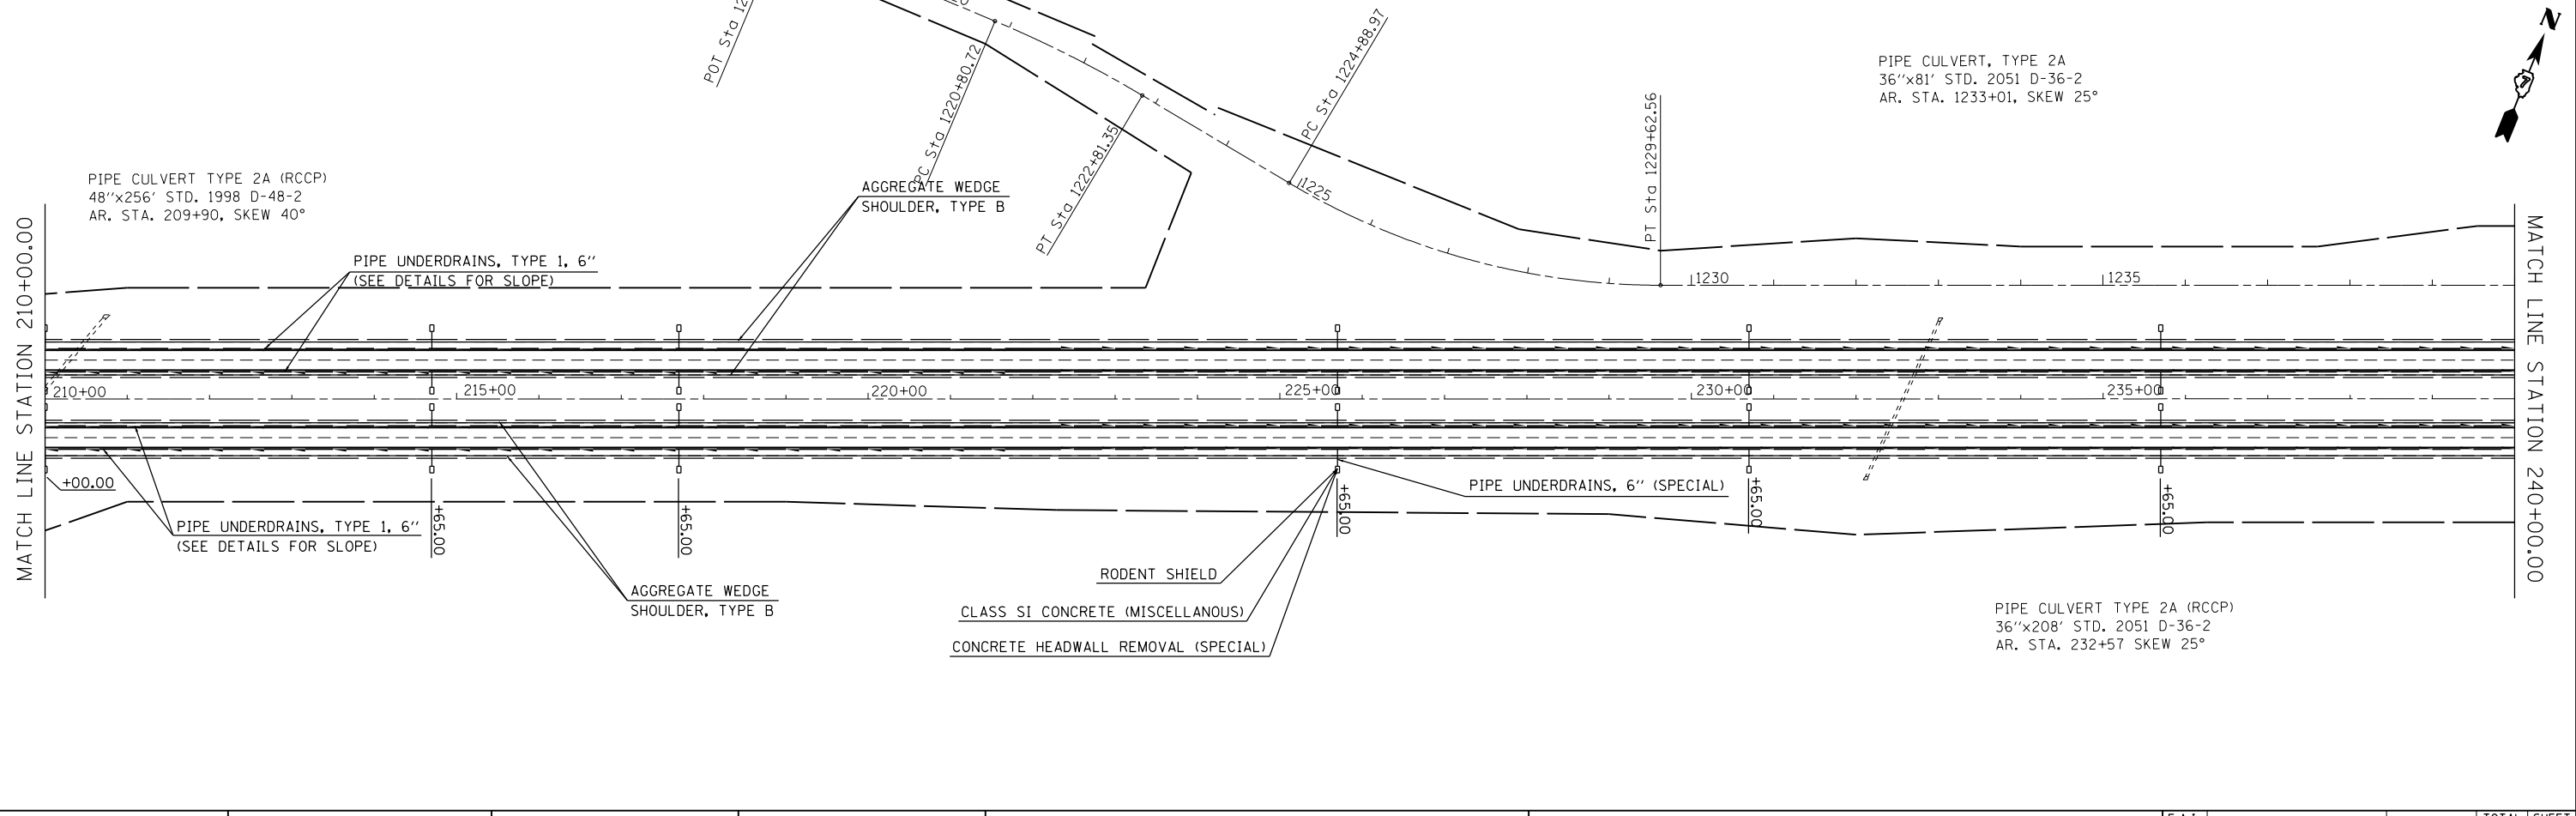 N
POT Sta 12
PC Sta 1220+80.72
PT Sta 1222+81.35
PC Sta 1224+88.97
PT Sta 1229+62.56
PIPE CULVERT, TYPE 2A
36"x81' STD. 2051 D-36-2
AR. STA. 1233+01, SKEW 25°
PIPE CULVERT TYPE 2A (RCCP)
48"x256' STD. 1998 D-48-2
AR. STA. 209+90, SKEW 40°
AGGREGATE WEDGE
SHOULDER, TYPE B
1225
MATCH LINE STATION 210+00.00
PIPE UNDERDRAINS, TYPE 1, 6"
(SEE DETAILS FOR SLOPE)
1230
1235
MATCH LINE STATION 240+00.00
210+00
215+00
220+00
225+00
230+00
235+00
+00.00
+65.00
+65.00
+65.00
+65.00
+65.00
PIPE UNDERDRAINS, 6" (SPECIAL)
PIPE UNDERDRAINS, TYPE 1, 6"
(SEE DETAILS FOR SLOPE)
AGGREGATE WEDGE
SHOULDER, TYPE B
RODENT SHIELD
CLASS SI CONCRETE (MISCELLANOUS)
CONCRETE HEADWALL REMOVAL (SPECIAL)
PIPE CULVERT TYPE 2A (RCCP)
36"x208' STD. 2051 D-36-2
AR. STA. 232+57 SKEW 25°
TOTAL SHEET